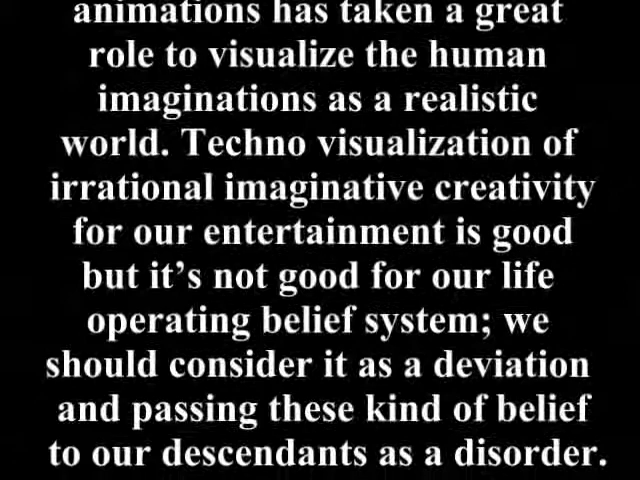 animations has taken a great
role to visualize the human
imaginations as a realistic
world. Techno visualization of
irrational imaginative creativity
for our entertainment is good
but it’s not good for our life
operating belief system; we
should consider it as a deviation
and passing these kind of belief
to our descendants as a disorder.